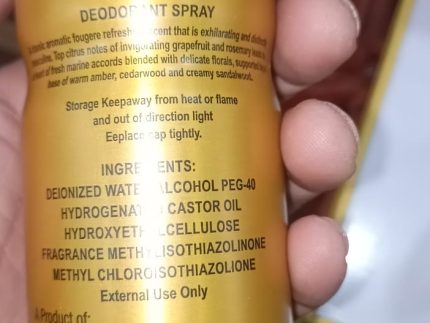 DEODORANT SPRAY
aromatic fougere refreshing scent that is exhilarating and
Top citrus notes of invigorating grapefruit and rosemary
of fresh marine accords blended with delicate florals, supported
base of warm amber, cedarwood and creamy sandalwood.
Storage Keepaway from heat or flame
and out of direction light
Eeplace cap tightly.
INGREDIENTS:
DEIONIZED WATER ALCOHOL PEG-40
HYDROGENATED CASTOR OIL
HYDROXYETHYLCELLULOSE
FRAGRANCE METHYLISOTHIAZOLINONE
METHYL CHLOROISOTHIAZOLIONE
External Use Only
A Product of: